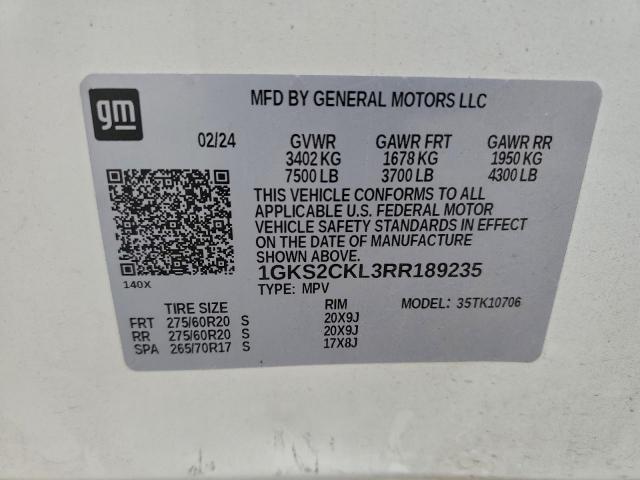 gm
MFD BY GENERAL MOTORS LLC
02/24 GVWR GAWR FRT GAWR RR
3402 KG 1678 KG 1950 KG
7500 LB 3700 LB 4300 LB
THIS VEHICLE CONFORMS TO ALL
APPLICABLE U.S. FEDERAL MOTOR
VEHICLE SAFETY STANDARDS IN EFFECT
ON THE DATE OF MANUFACTURE
SHOWN ABOVE.
1GKS2CKL3RR189235
140X
TYPE: MPV MODEL: 35TK10706
TIRE SIZE RIM
FRT 275/60R20 S 20X9J
RR 275/60R20 S 20X9J
SPA 265/70R17 S 17X8J